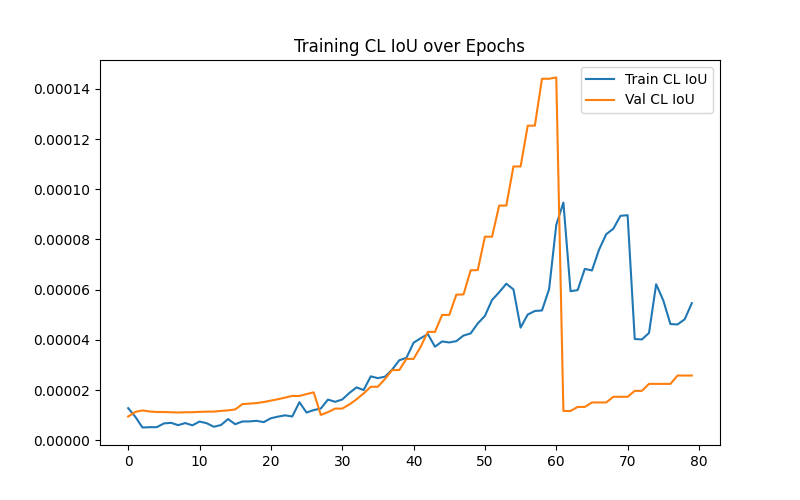 Training CL IoU over Epochs
Train CL IoU
Val CL IoU
0.00014
0.00012
0.00010
0.00008
0.00006
0.00004
0.00002
0.00000
0 10 20 30 40 50 60 70 80